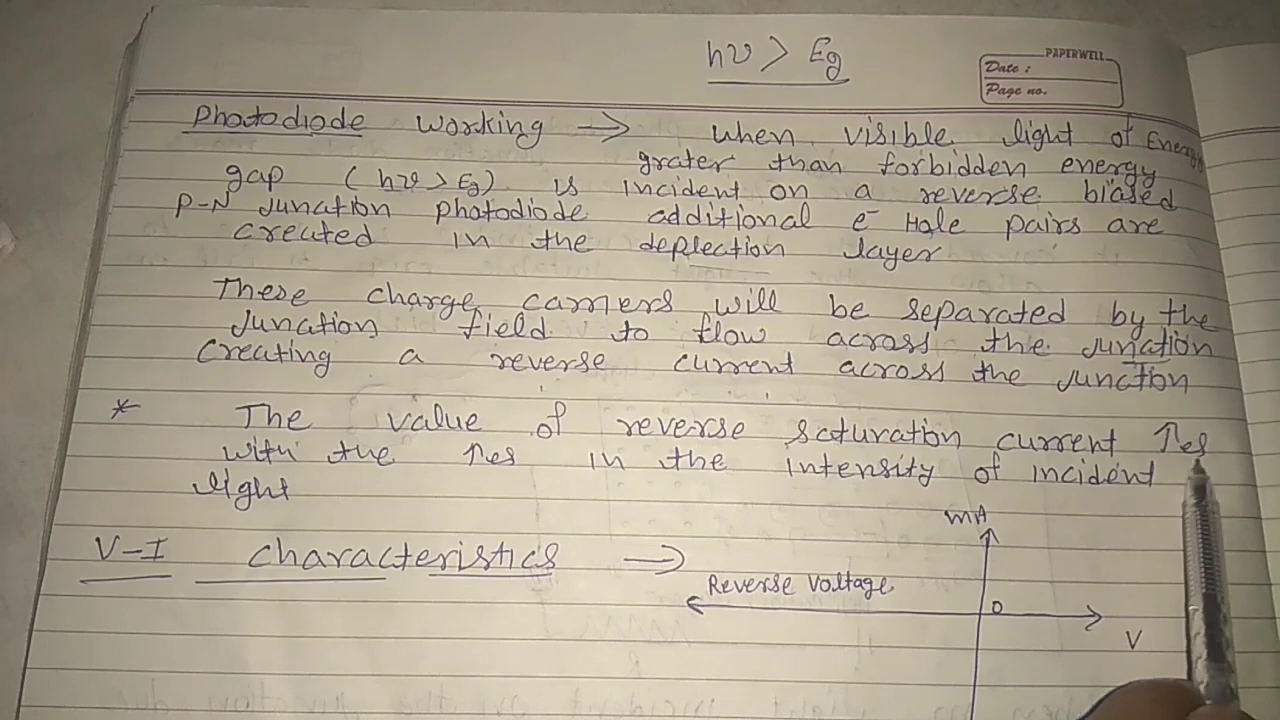 hν > Eg
PAPERWELL
Date :
Page no.
Photodiode working → when visible light of Energy
grater than forbidden energy
gap (hν > Eg) is incident on a reverse biased
P-N Junation photodiode additional e⁻ Hole pairs are
created in the deplection layer
These charge carriers will be separated by the
Junation field to flow across the junation
Creating a reverse current across the junction
* The value of reverse saturation current ↑es
with the ↑es in the intensity of incident
light
V-I characteristics →
mA
Reverse Voltage
O
V